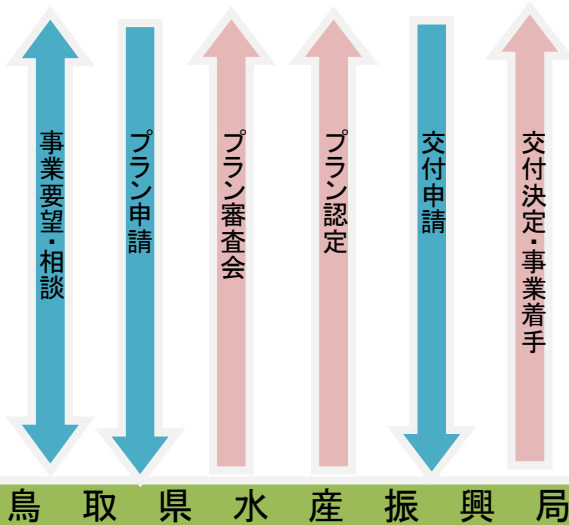 事業要望・相談
プラン申請
プラン審査会
プラン認定
交付申請
交付決定・事業着手
鳥取県水産振興局